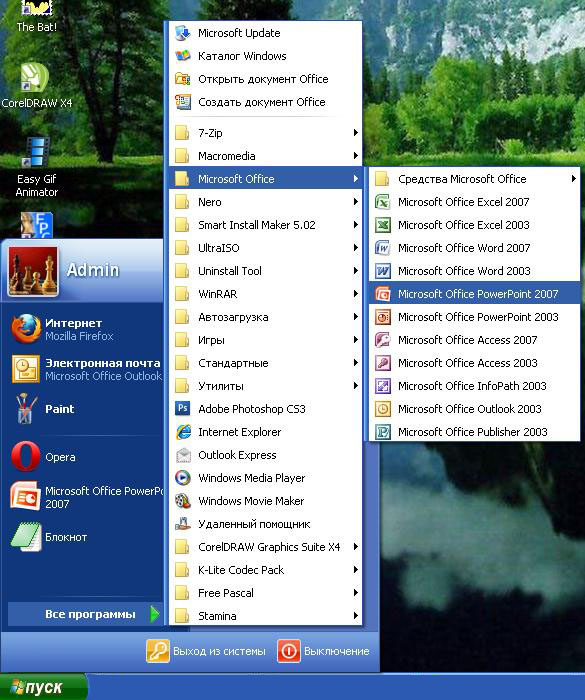 The Bat!
CorelDRAW X4
Easy Gif
Animator
FPC
Admin
Интернет
Mozilla Firefox
Электронная почта
Microsoft Office Outlook
Paint
Opera
Microsoft Office PowerPo
2007
Блокнот
Все программы
Microsoft Update
Каталог Windows
Открыть документ Office
Создать документ Office
7-Zip
Macromedia
Microsoft Office
Nero
Smart Install Maker 5.02
UltraISO
Uninstall Tool
WinRAR
Автозагрузка
Игры
Стандартные
Утилиты
Adobe Photoshop CS3
Internet Explorer
Outlook Express
Windows Media Player
Windows Movie Maker
Удаленный помощник
CorelDRAW Graphics Suite X4
K-Lite Codec Pack
Free Pascal
Stamina
Средства Microsoft Office
Microsoft Office Excel 2007
Microsoft Office Excel 2003
Microsoft Office Word 2007
Microsoft Office Word 2003
Microsoft Office PowerPoint 2007
Microsoft Office PowerPoint 2003
Microsoft Office Access 2007
Microsoft Office Access 2003
Microsoft Office InfoPath 2003
Microsoft Office Outlook 2003
Microsoft Office Publisher 2003
Выход из системы
Выключение
пуск